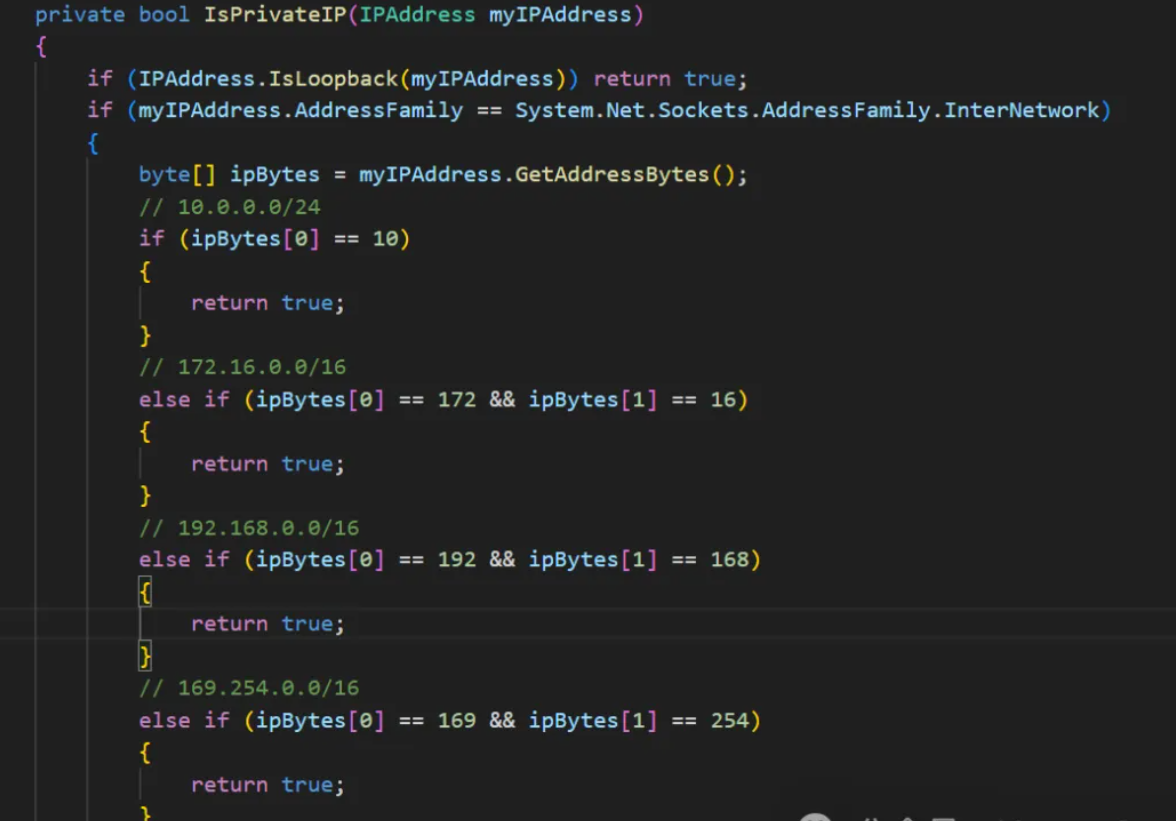 private bool IsPrivateIP(IPAddress myIPAddress)
{
if (IPAddress.IsLoopback(myIPAddress)) return true;
if (myIPAddress.AddressFamily == System.Net.Sockets.AddressFamily.InterNetwork)
{
byte[] ipBytes = myIPAddress.GetAddressBytes();
// 10.0.0.0/24
if (ipBytes[0] == 10)
{
return true;
}
// 172.16.0.0/16
else if (ipBytes[0] == 172 && ipBytes[1] == 16)
{
return true;
}
// 192.168.0.0/16
else if (ipBytes[0] == 192 && ipBytes[1] == 168)
{
return true;
}
// 169.254.0.0/16
else if (ipBytes[0] == 169 && ipBytes[1] == 254)
{
return true;
}